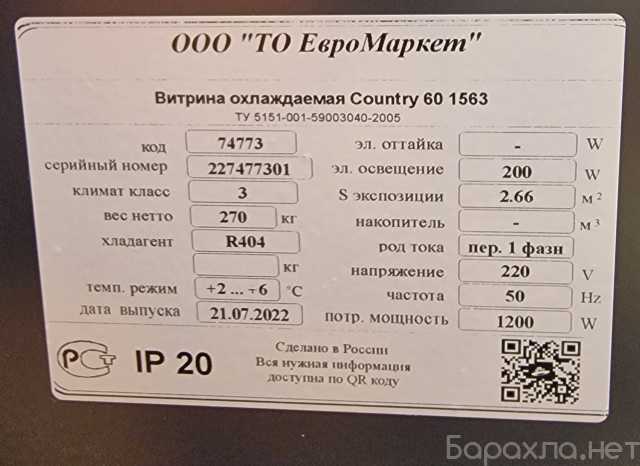 ООО "ТО ЕвроМаркет"
Витрина охлаждаемая Country 60 1563
ТУ 5151-001-59003040-2005
код 74773
серийный номер 227477301
климат класс 3
вес нетто 270 кг
хладагент R404
кг
темп. режим +2 ... +6 °C
дата выпуска 21.07.2022
эл. оттайка - W
эл. освещение 200 W
S экспозиции 2.66 м²
накопитель - м³
род тока пер. 1 фазн
напряжение 220 V
частота 50 Hz
потр. мощность 1200 W
РСТ IP 20
Сделано в России
Вся нужная информация
доступна по QR коду
Барахла.нет